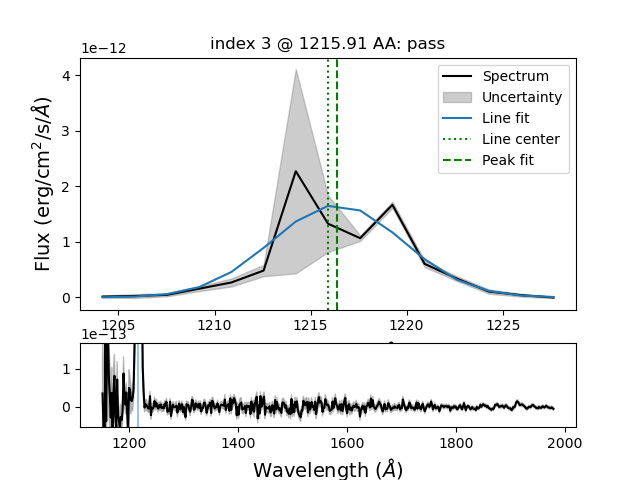 index 3 @ 1215.91 AA: pass
1e−12
4
3
2
1
0
Flux (erg/cm²/s/Å)
Spectrum
Uncertainty
Line fit
Line center
Peak fit
1205 1210 1215 1220 1225
1e−13
1
0
1200 1400 1600 1800 2000
Wavelength (Å)